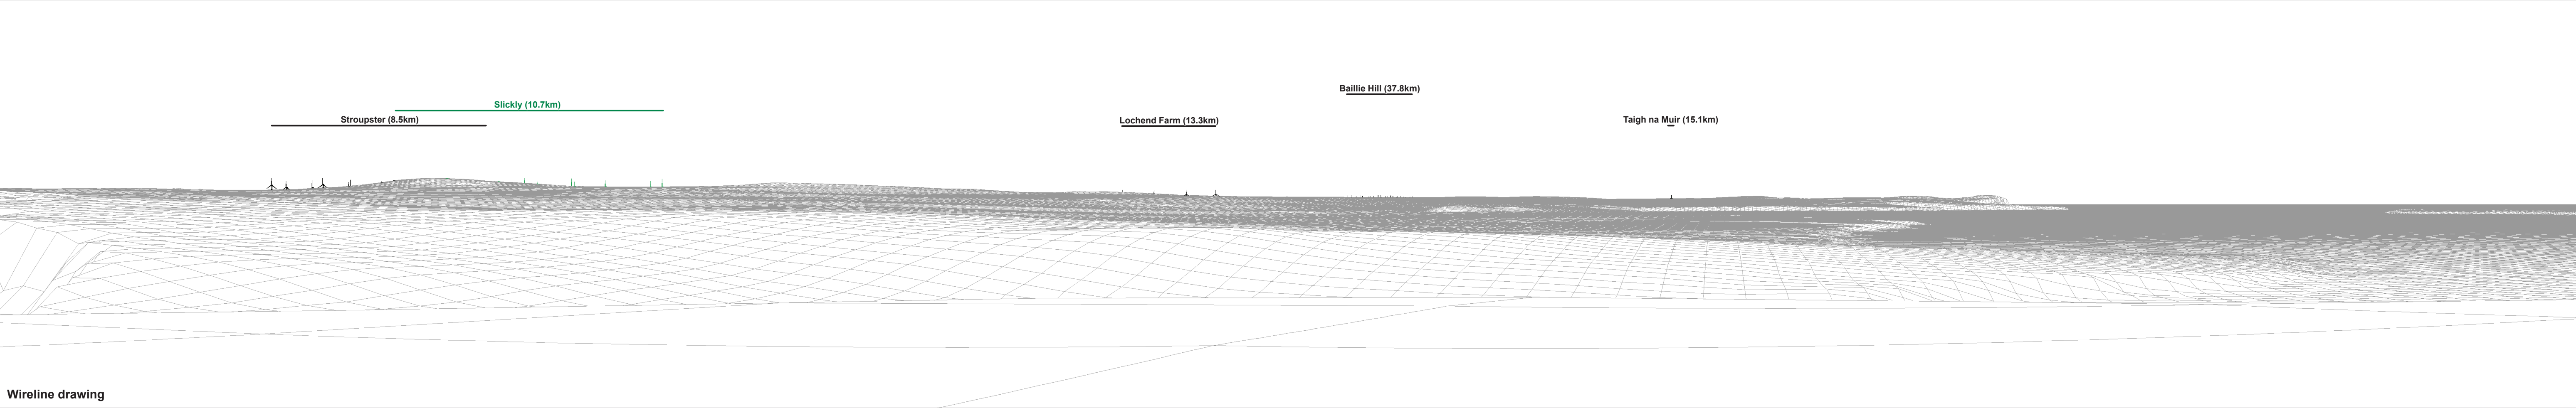 Baillie Hill (37.8km)
Slickly (10.7km)
Stroupster (8.5km)
Lochend Farm (13.3km)
Taigh na Muir (15.1km)
Wireline drawing